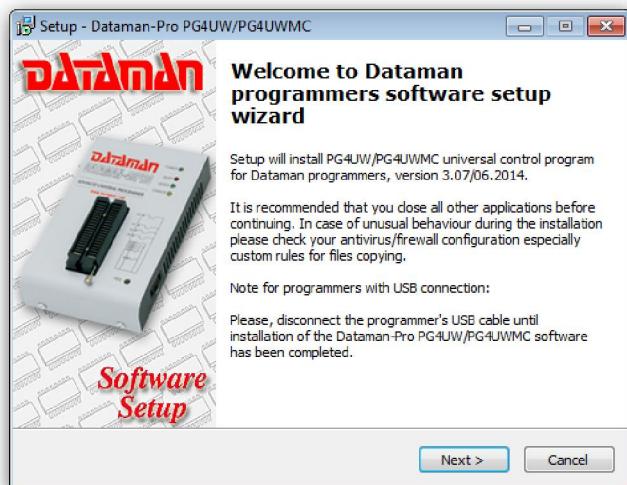 Setup - Dataman-Pro PG4UW/PG4UWMC
DATAMAN
Welcome to Dataman
programmers software setup
wizard
Setup will install PG4UW/PG4UWMC universal control program
for Dataman programmers, version 3.07/06.2014.
It is recommended that you close all other applications before
continuing. In case of unusual behaviour during the installation
please check your antivirus/firewall configuration especially
custom rules for files copying.
Note for programmers with USB connection:
Please, disconnect the programmer's USB cable until
installation of the Dataman-Pro PG4UW/PG4UWMC software
has been completed.
DATAMAN
Software
Setup
Next >
Cancel